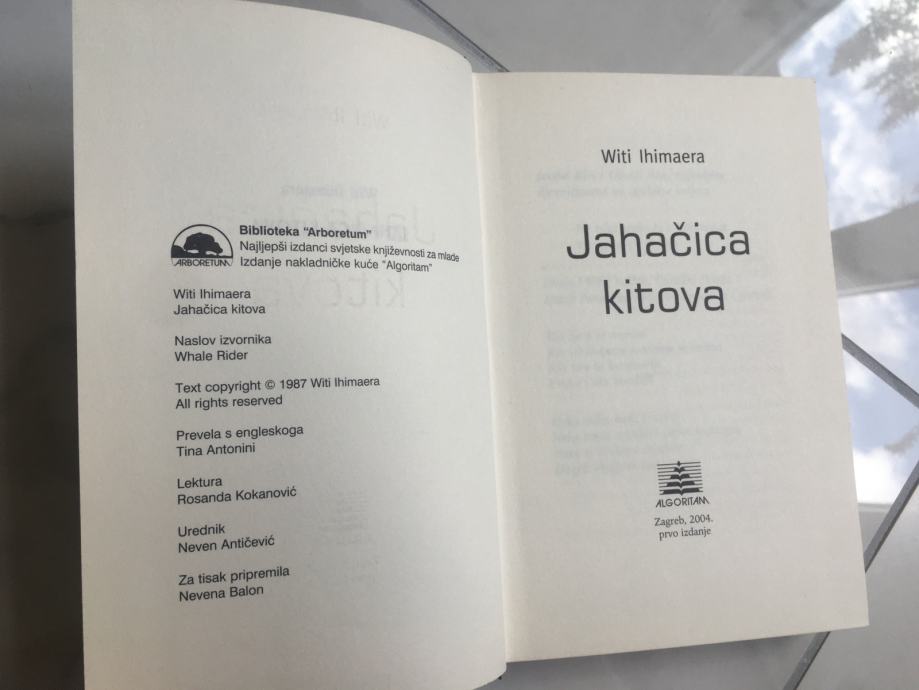 Biblioteka "Arboretum"
Najljepši izdanci svjetske književnosti za mlade
Izdanje nakladničke kuće "Algoritam"
ARBORETUM
Witi Ihimaera
Jahačica kitova
Naslov izvornika
Whale Rider
Text copyright © 1987 Witi Ihimaera
All rights reserved
Prevela s engleskoga
Tina Antonini
Lektura
Rosanda Kokanović
Urednik
Neven Antičević
Za tisak pripremila
Nevena Balon
Witi Ihimaera
Jahačica
kitova
ALGORITAM
Zagreb, 2004.
prvo izdanje